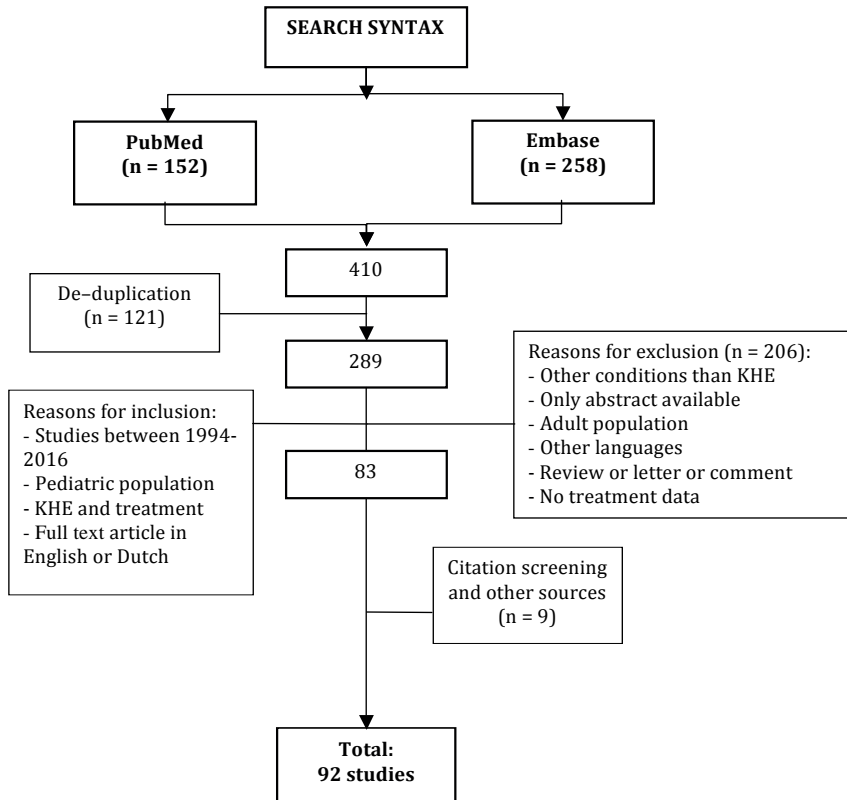 SEARCH SYNTAX
PubMed
(n = 152)
Embase
(n = 258)
410
De–duplication
(n = 121)
289
Reasons for exclusion (n = 206):
- Other conditions than KHE
- Only abstract available
- Adult population
- Other languages
- Review or letter or comment
- No treatment data
Reasons for inclusion:
- Studies between 1994-
2016
- Pediatric population
- KHE and treatment
- Full text article in
English or Dutch
83
Citation screening
and other sources
(n = 9)
Total:
92 studies